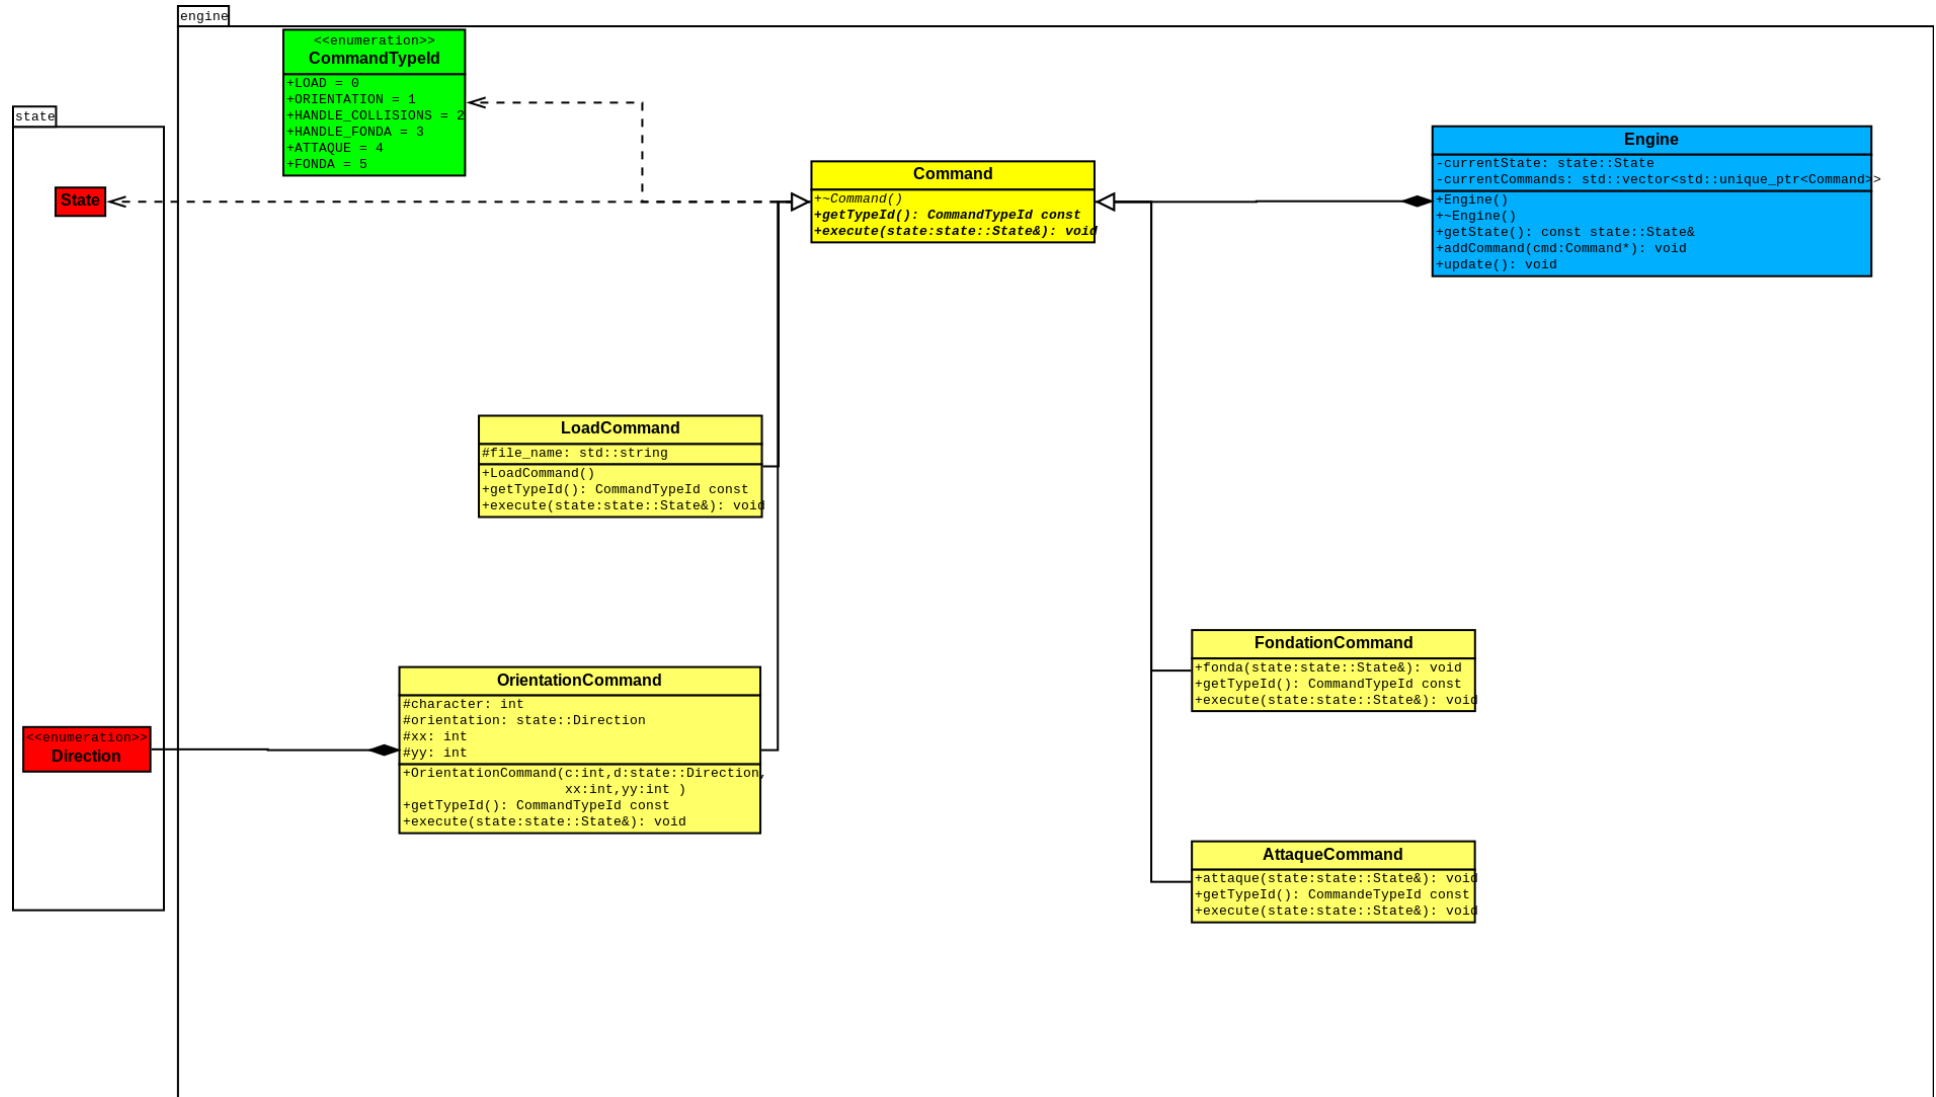 engine
<<enumeration>>
CommandTypeId
+LOAD = 0
+ORIENTATION = 1
+HANDLE_COLLISIONS = 2
+HANDLE_FONDA = 3
+ATTAQUE = 4
+FONDA = 5
state
State
Command
+~Command()
+getTypeId(): CommandTypeId const
+execute(state:state::State&): void
Engine
-currentState: state::State
-currentCommands: std::vector<std::unique_ptr<Command>>
+Engine()
+~Engine()
+getState(): const state::State&
+addCommand(cmd:Command*): void
+update(): void
LoadCommand
#file_name: std::string
+LoadCommand()
+getTypeId(): CommandTypeId const
+execute(state:state::State&): void
FondationCommand
+fonda(state:state::State&): void
+getTypeId(): CommandTypeId const
+execute(state:state::State&): void
OrientationCommand
#character: int
#orientation: state::Direction
#xx: int
#yy: int
+OrientationCommand(c:int,d:state::Direction,
xx:int,yy:int )
+getTypeId(): CommandTypeId const
+execute(state:state::State&): void
<<enumeration>>
Direction
AttaqueCommand
+attaque(state:state::State&): void
+getTypeId(): CommandeTypeId const
+execute(state:state::State&): void